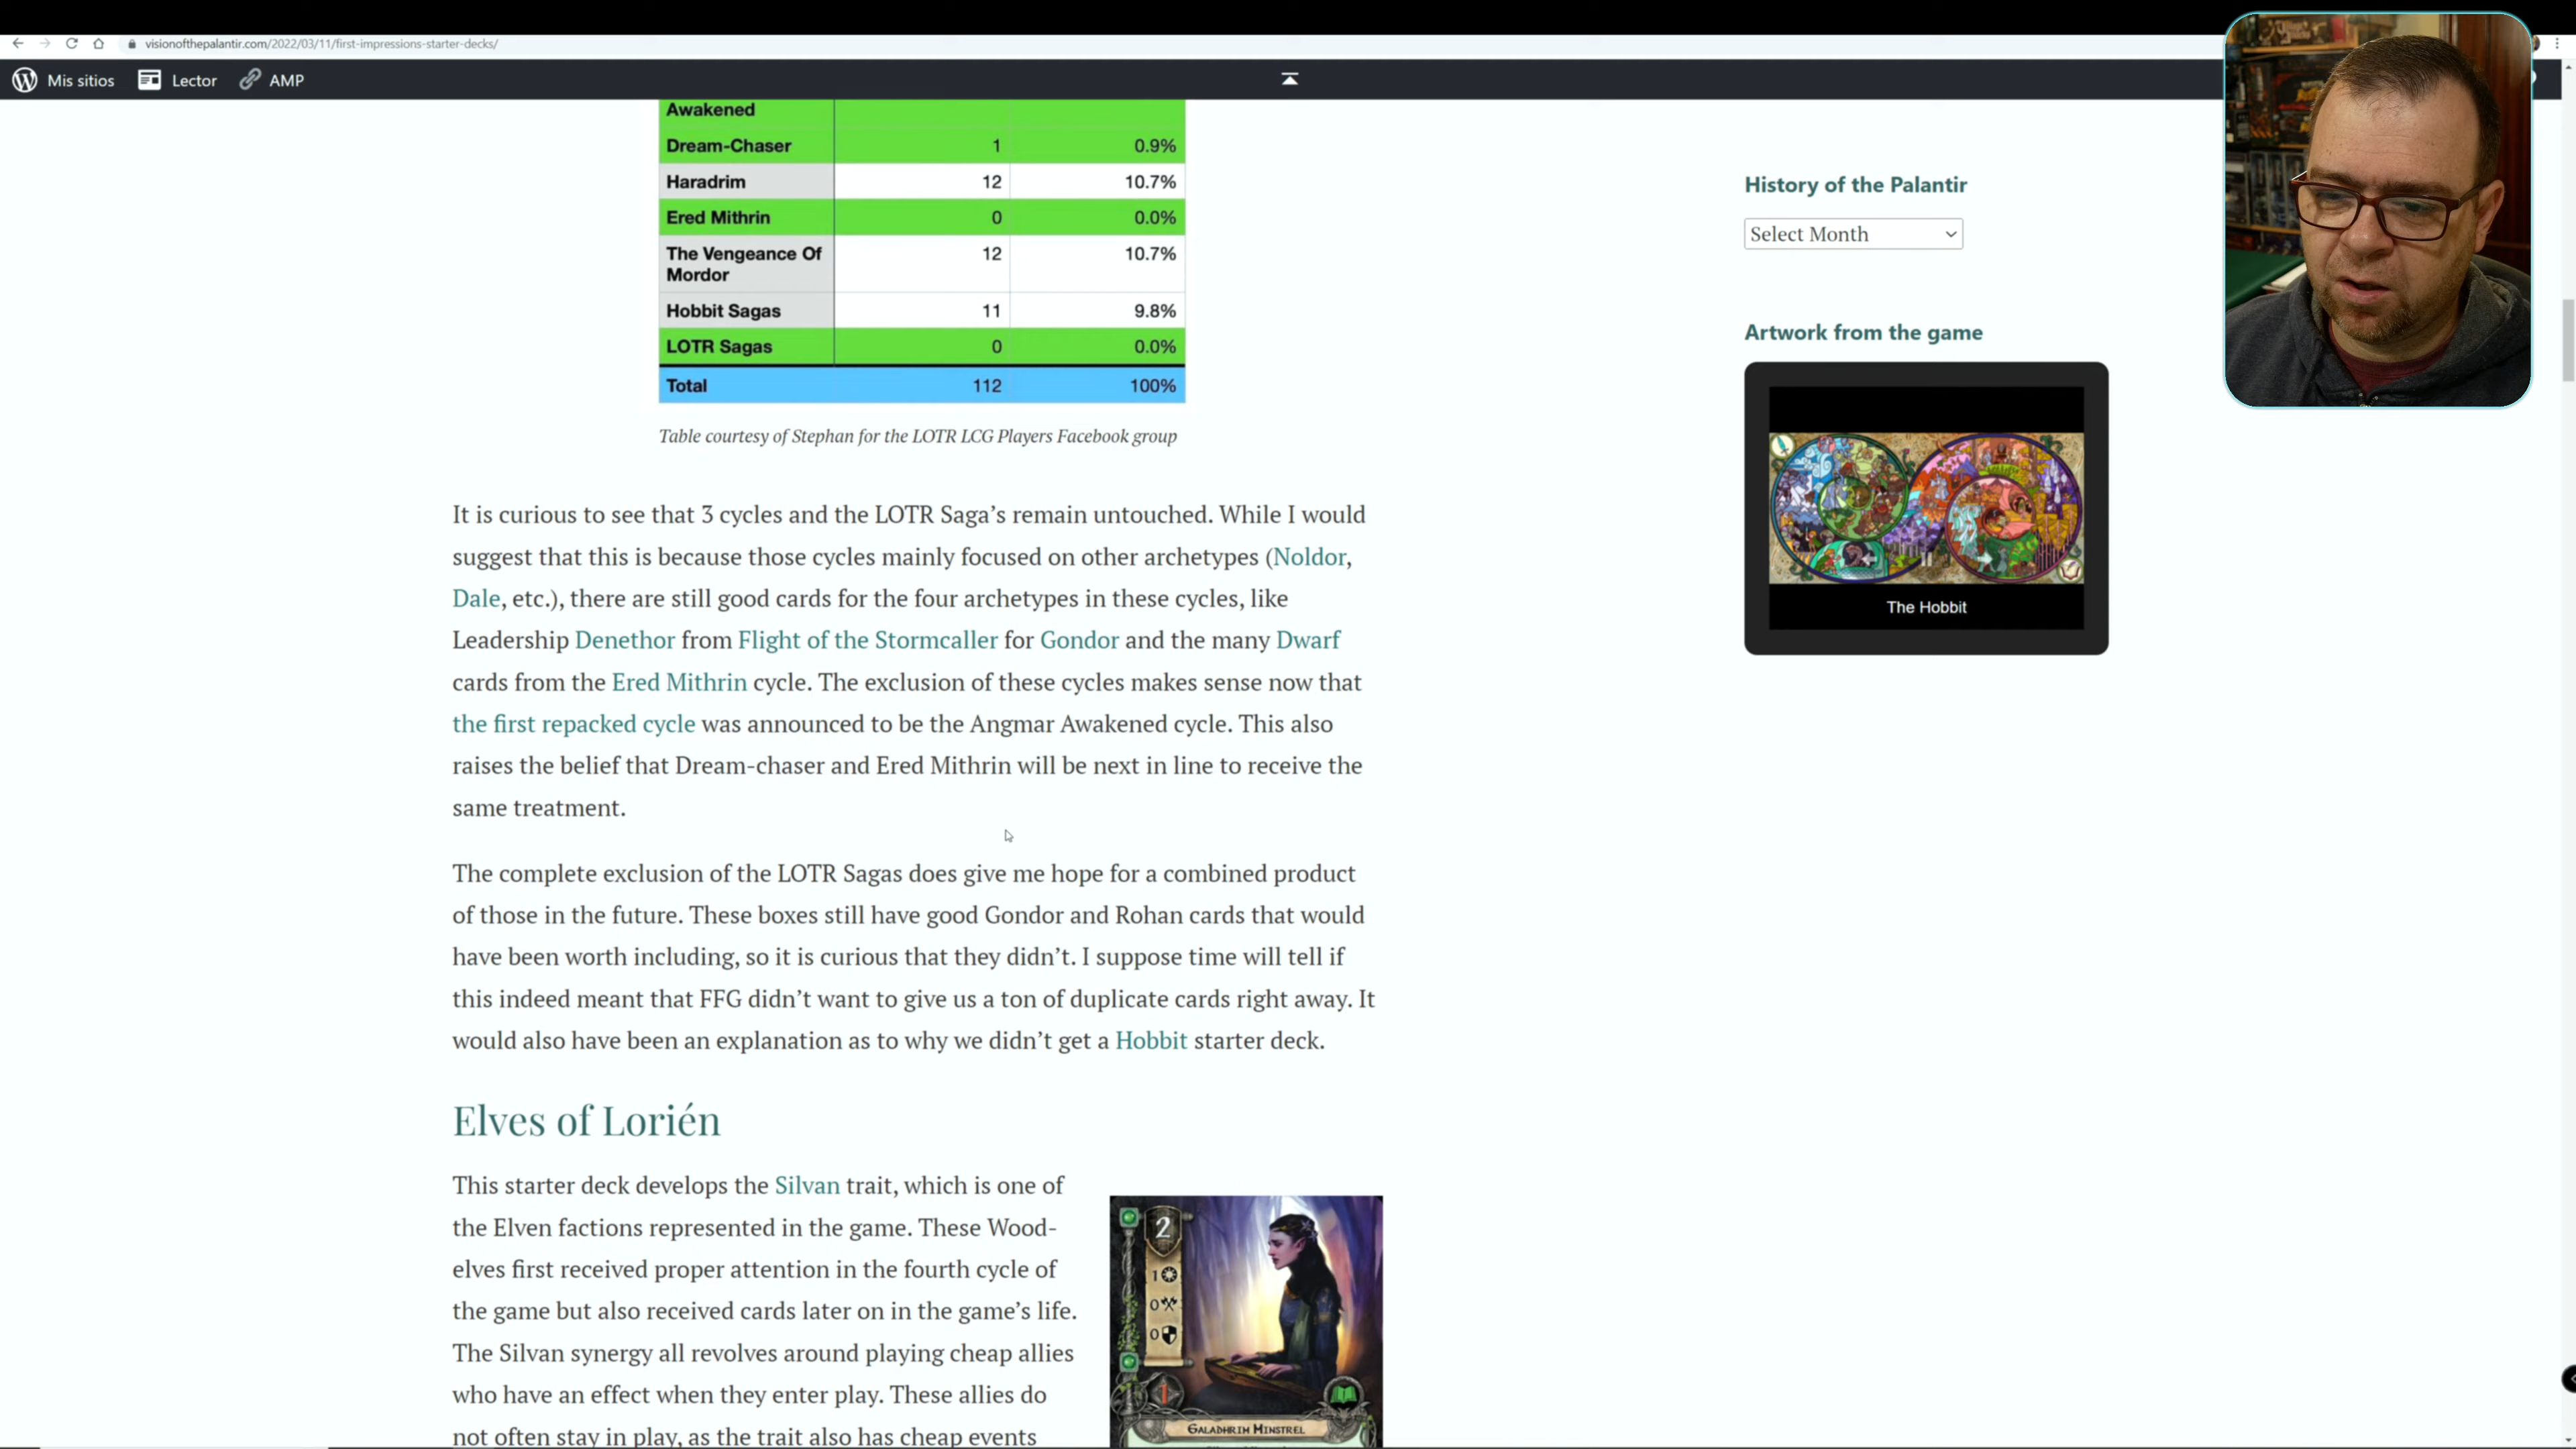 visionofthepalantir.com/2022/03/11/first-impressions-starter-decks/
Mis sitios
Lector
AMP
Awakened
Dream-Chaser 1 0.9%
Haradrim 12 10.7%
Ered Mithrin 0 0.0%
The Vengeance Of Mordor 12 10.7%
Hobbit Sagas 11 9.8%
LOTR Sagas 0 0.0%
Total 112 100%
Table courtesy of Stephan for the LOTR LCG Players Facebook group
It is curious to see that 3 cycles and the LOTR Saga's remain untouched. While I would
suggest that this is because those cycles mainly focused on other archetypes (Noldor,
Dale, etc.), there are still good cards for the four archetypes in these cycles, like
Leadership Denethor from Flight of the Stormcaller for Gondor and the many Dwarf
cards from the Ered Mithrin cycle. The exclusion of these cycles makes sense now that
the first repacked cycle was announced to be the Angmar Awakened cycle. This also
raises the belief that Dream-chaser and Ered Mithrin will be next in line to receive the
same treatment.
The complete exclusion of the LOTR Sagas does give me hope for a combined product
of those in the future. These boxes still have good Gondor and Rohan cards that would
have been worth including, so it is curious that they didn't. I suppose time will tell if
this indeed meant that FFG didn't want to give us a ton of duplicate cards right away. It
would also have been an explanation as to why we didn't get a Hobbit starter deck.
Elves of Lorién
This starter deck develops the Silvan trait, which is one of
the Elven factions represented in the game. These Wood-
elves first received proper attention in the fourth cycle of
the game but also received cards later on in the game's life.
The Silvan synergy all revolves around playing cheap allies
who have an effect when they enter play. These allies do
not often stay in play, as the trait also has cheap events
2
1
0
0
1
Galadhrim Minstrel
History of the Palantir
Select Month
Artwork from the game
The Hobbit